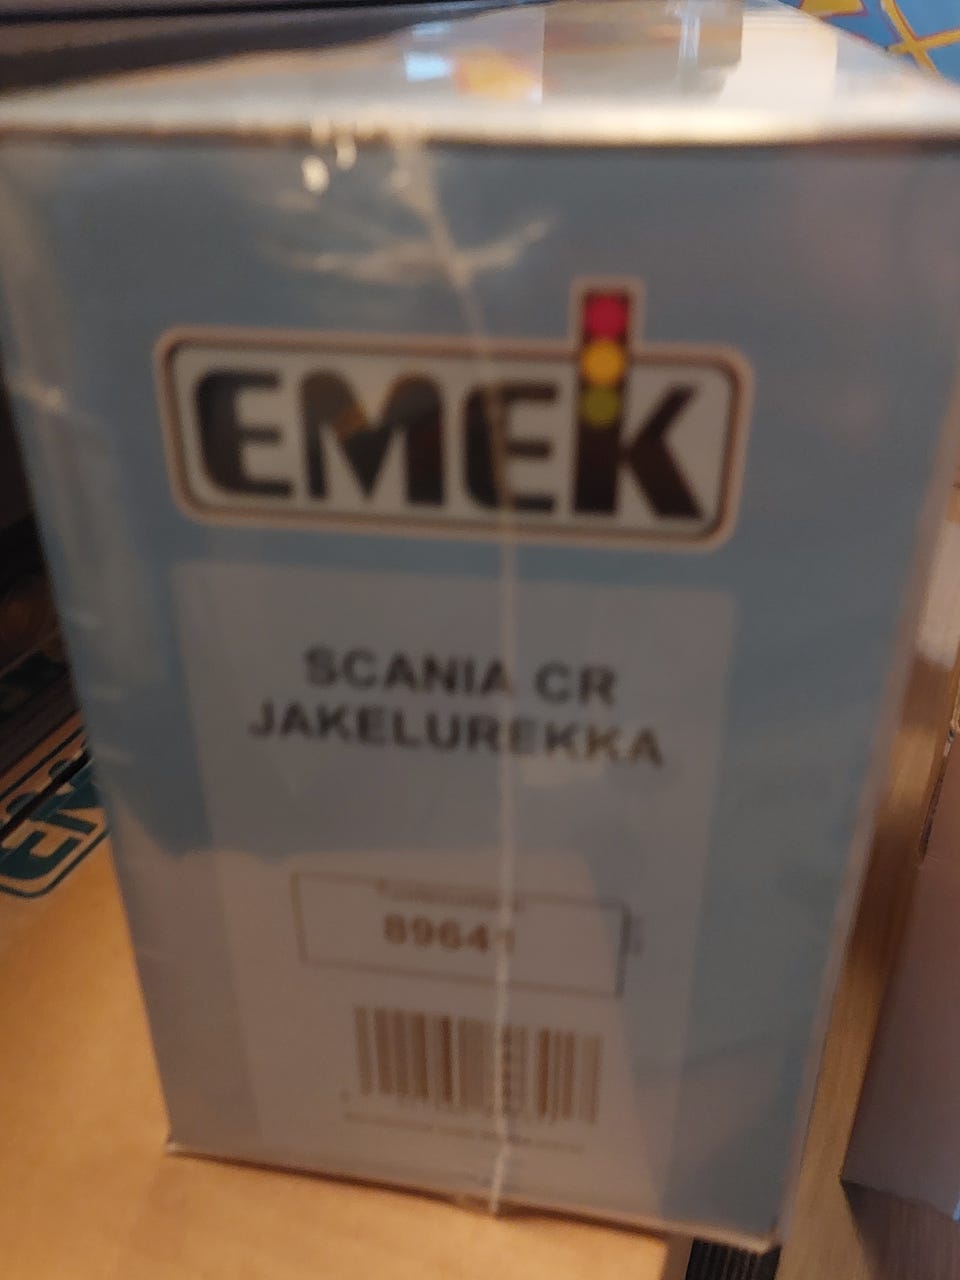 EMEK
SCANIA CR
JAKELUREKKA
89641